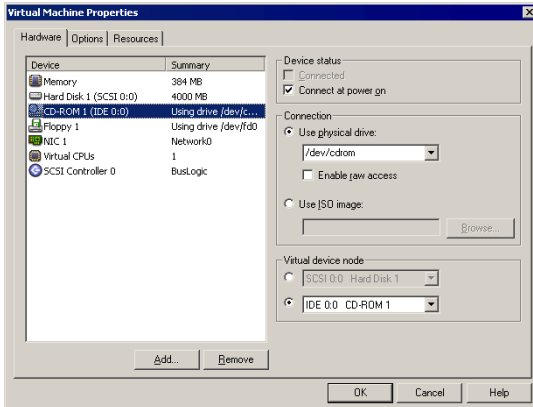 Virtual Machine Properties
Hardware Options Resources
Device Summary
Memory 384 MB
Hard Disk 1 (SCSI 0:0) 4000 MB
CD-ROM 1 (IDE 0:0) Using drive /dev/c...
Floppy 1 Using drive /dev/fd0
NIC 1 Network0
Virtual CPUs 1
SCSI Controller 0 BusLogic
Add... Remove
Device status
Connected
Connect at power on
Connection
Use physical drive:
/dev/cdrom
Enable raw access
Use ISO image:
Browse...
Virtual device node
SCSI 0:0 Hard Disk 1
IDE 0:0 CD-ROM 1
OK Cancel Help